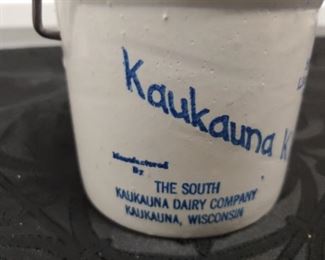 Kaukauna K
Manufactured
By
THE SOUTH
KAUKAUNA DAIRY COMPANY
KAUKAUNA, WISCONSIN